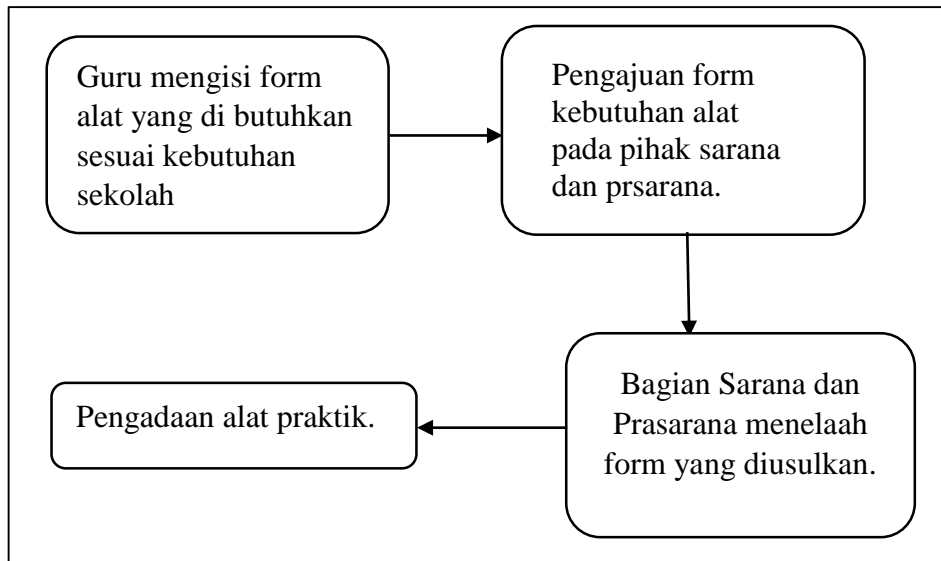 Guru mengisi form
alat yang di butuhkan
sesuai kebutuhan
sekolah
Pengajuan form
kebutuhan alat
pada pihak sarana
dan prsarana.
Bagian Sarana dan
Prasarana menelaah
form yang diusulkan.
Pengadaan alat praktik.